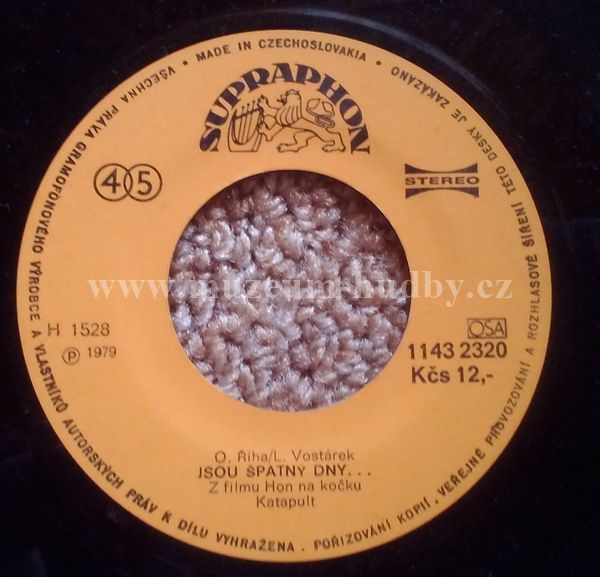 VŠECHNA PRÁVA GRAMOFONOVÉHO VÝROBCE A VLASTNÍKŮ AUTORSKÝCH PRÁV K DÍLU VYHRAŽENA. POŘIZOVÁNÍ KOPIÍ, VEŘEJNÉ PROVOZOVÁNÍ A ROZHLASOVÉ ŠÍŘENÍ TÉTO DESKY JE ZAKÁZÁNO • MADE IN CZECHOSLOVAKIA •
SUPRAPHON
45
STEREO
www.muzeum-hudby.cz
H 1528
OSA
℗ 1979
1143 2320
Kčs 12,-
O. Říha/L. Vostárek
JSOU ŠPATNÝ DNY...
Z filmu Hon na kočku
Katapult